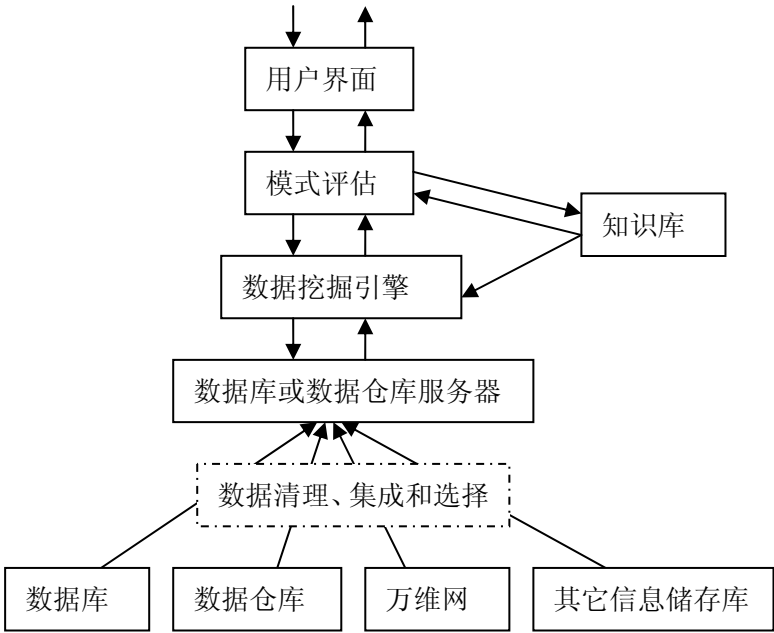 用户界面
模式评估
知识库
数据挖掘引擎
数据库或数据仓库服务器
数据清理、集成和选择
数据库
数据仓库
万维网
其它信息储存库